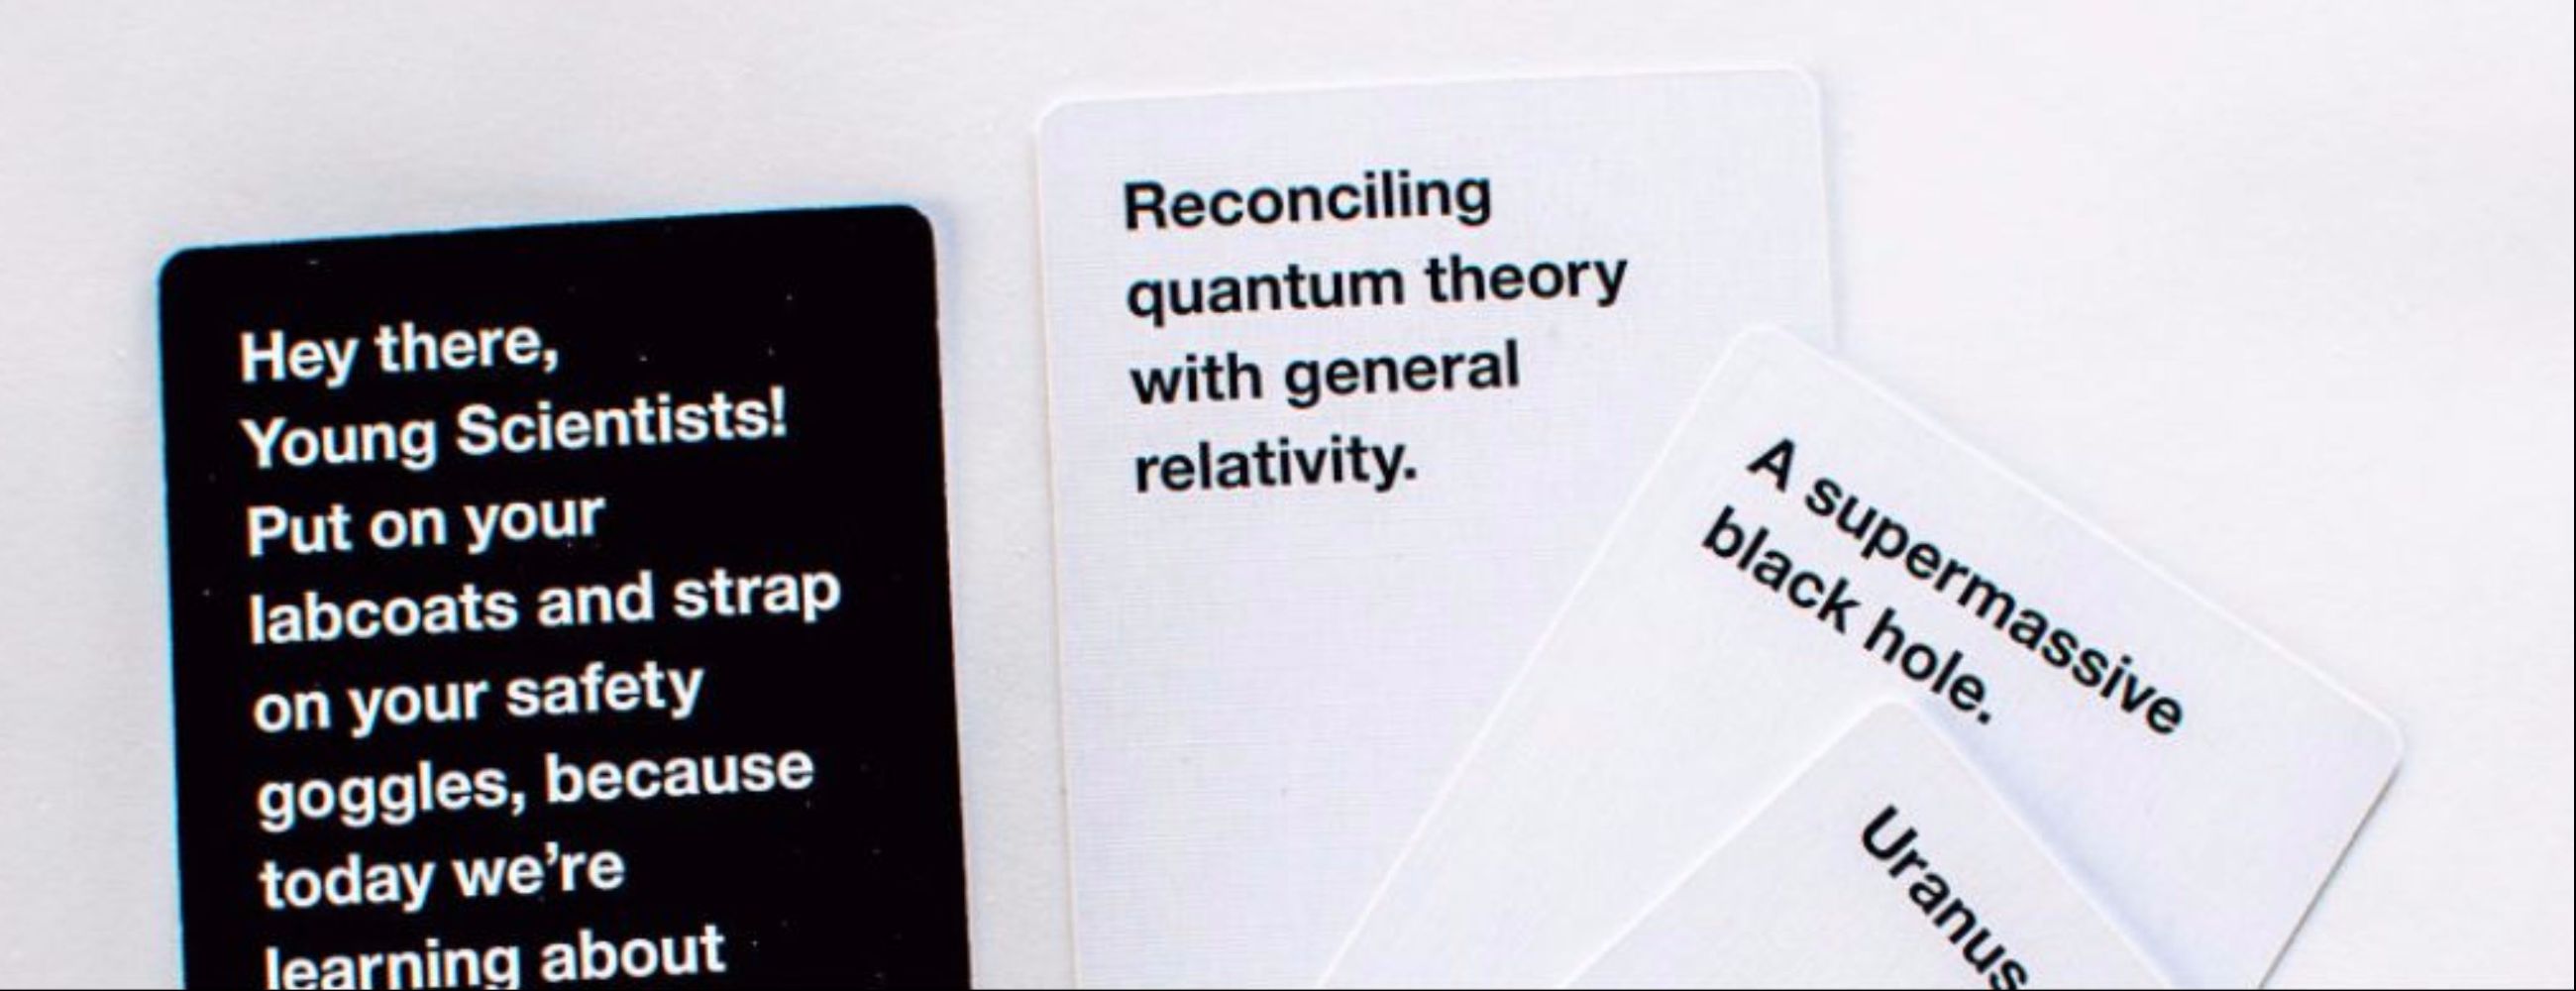 Hey there,
Young Scientists!
Put on your
labcoats and strap
on your safety
goggles, because
today we’re
learning about
Reconciling
quantum theory
with general
relativity.
A supermassive
black hole.
Uranus